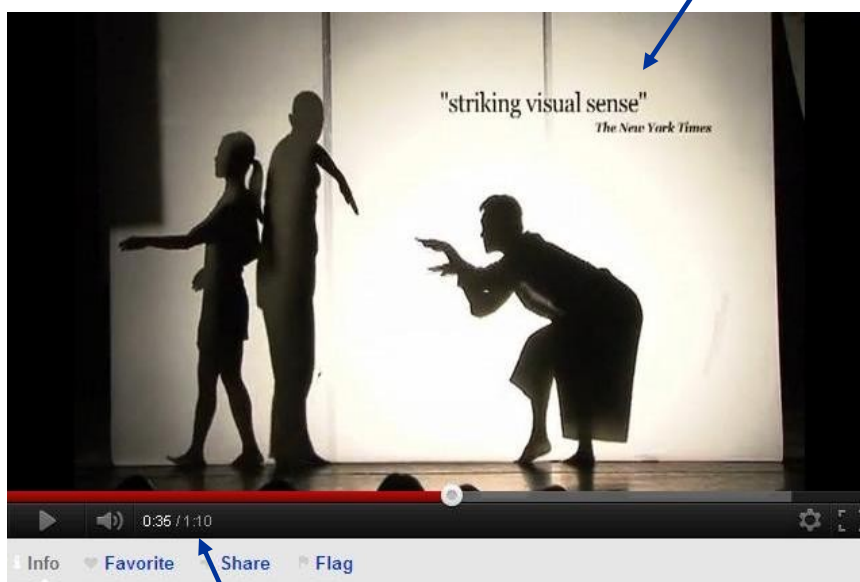 "striking visual sense"
The New York Times
0:35 / 1:10
Info Favorite Share Flag